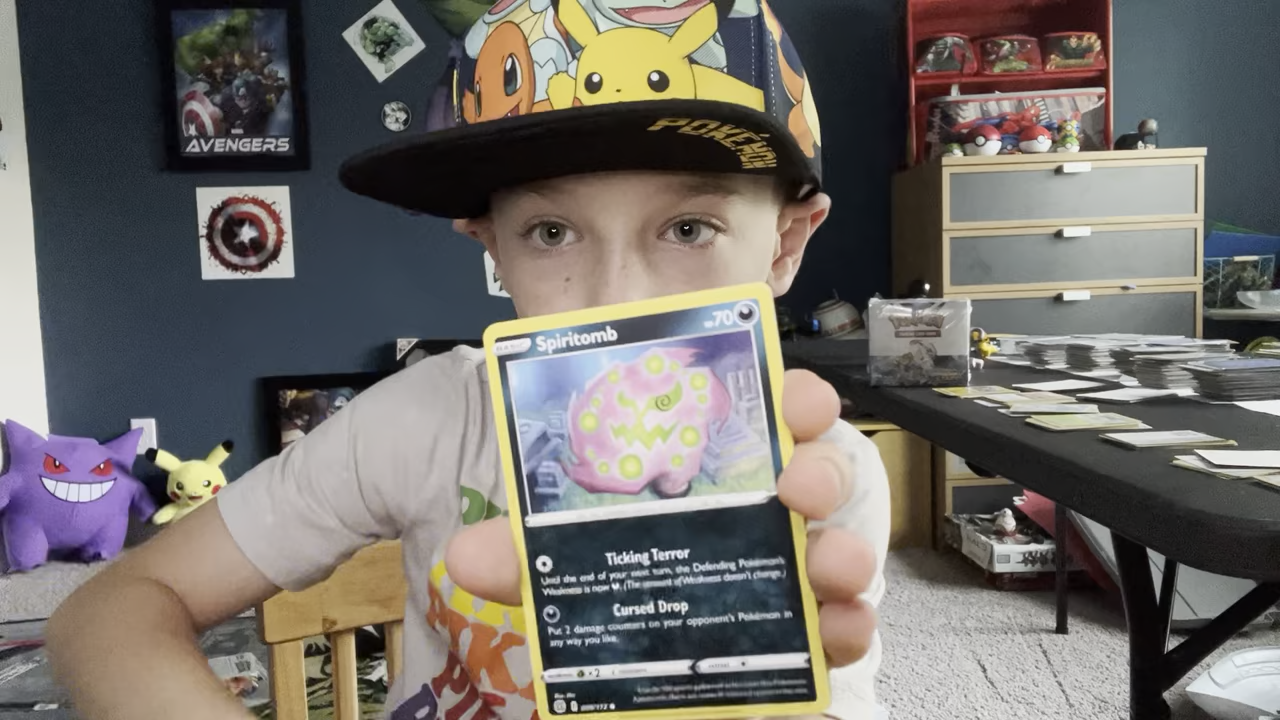 POKÉMON
AVENGERS
Spiritomb
HP70
Ticking Terror
Until the end of your next turn, the Defending Pokémon's
Weakness is now
(The amount of Weakness doesn't change.)
Cursed Drop
Put 2 damage counters on your opponent's Pokémon in
any way you like.
×2